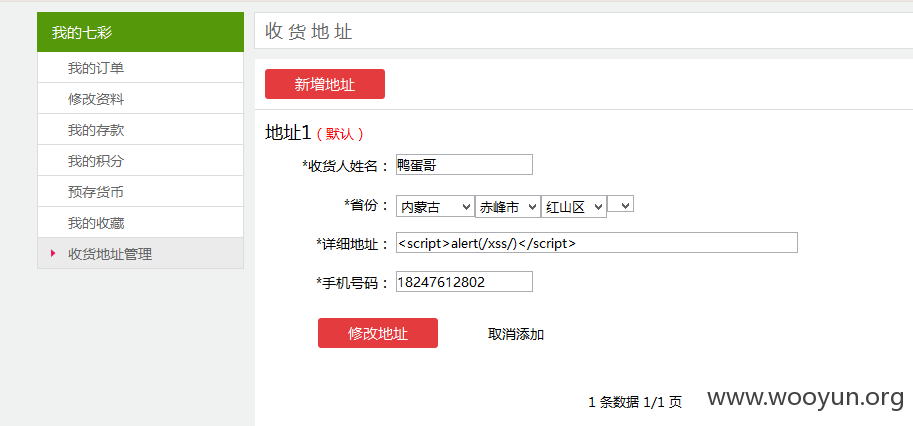 我的七彩
我的订单
修改资料
我的存款
我的积分
预存货币
我的收藏
收货地址管理
收货地址
新增地址
地址1（默认）
*收货人姓名： 鸭蛋哥
*省份： 内蒙古 赤峰市 红山区
*详细地址： <script>alert(/xss/)</script>
*手机号码： 18247612802
修改地址 取消添加
1 条数据 1/1 页
www.wooyun.org